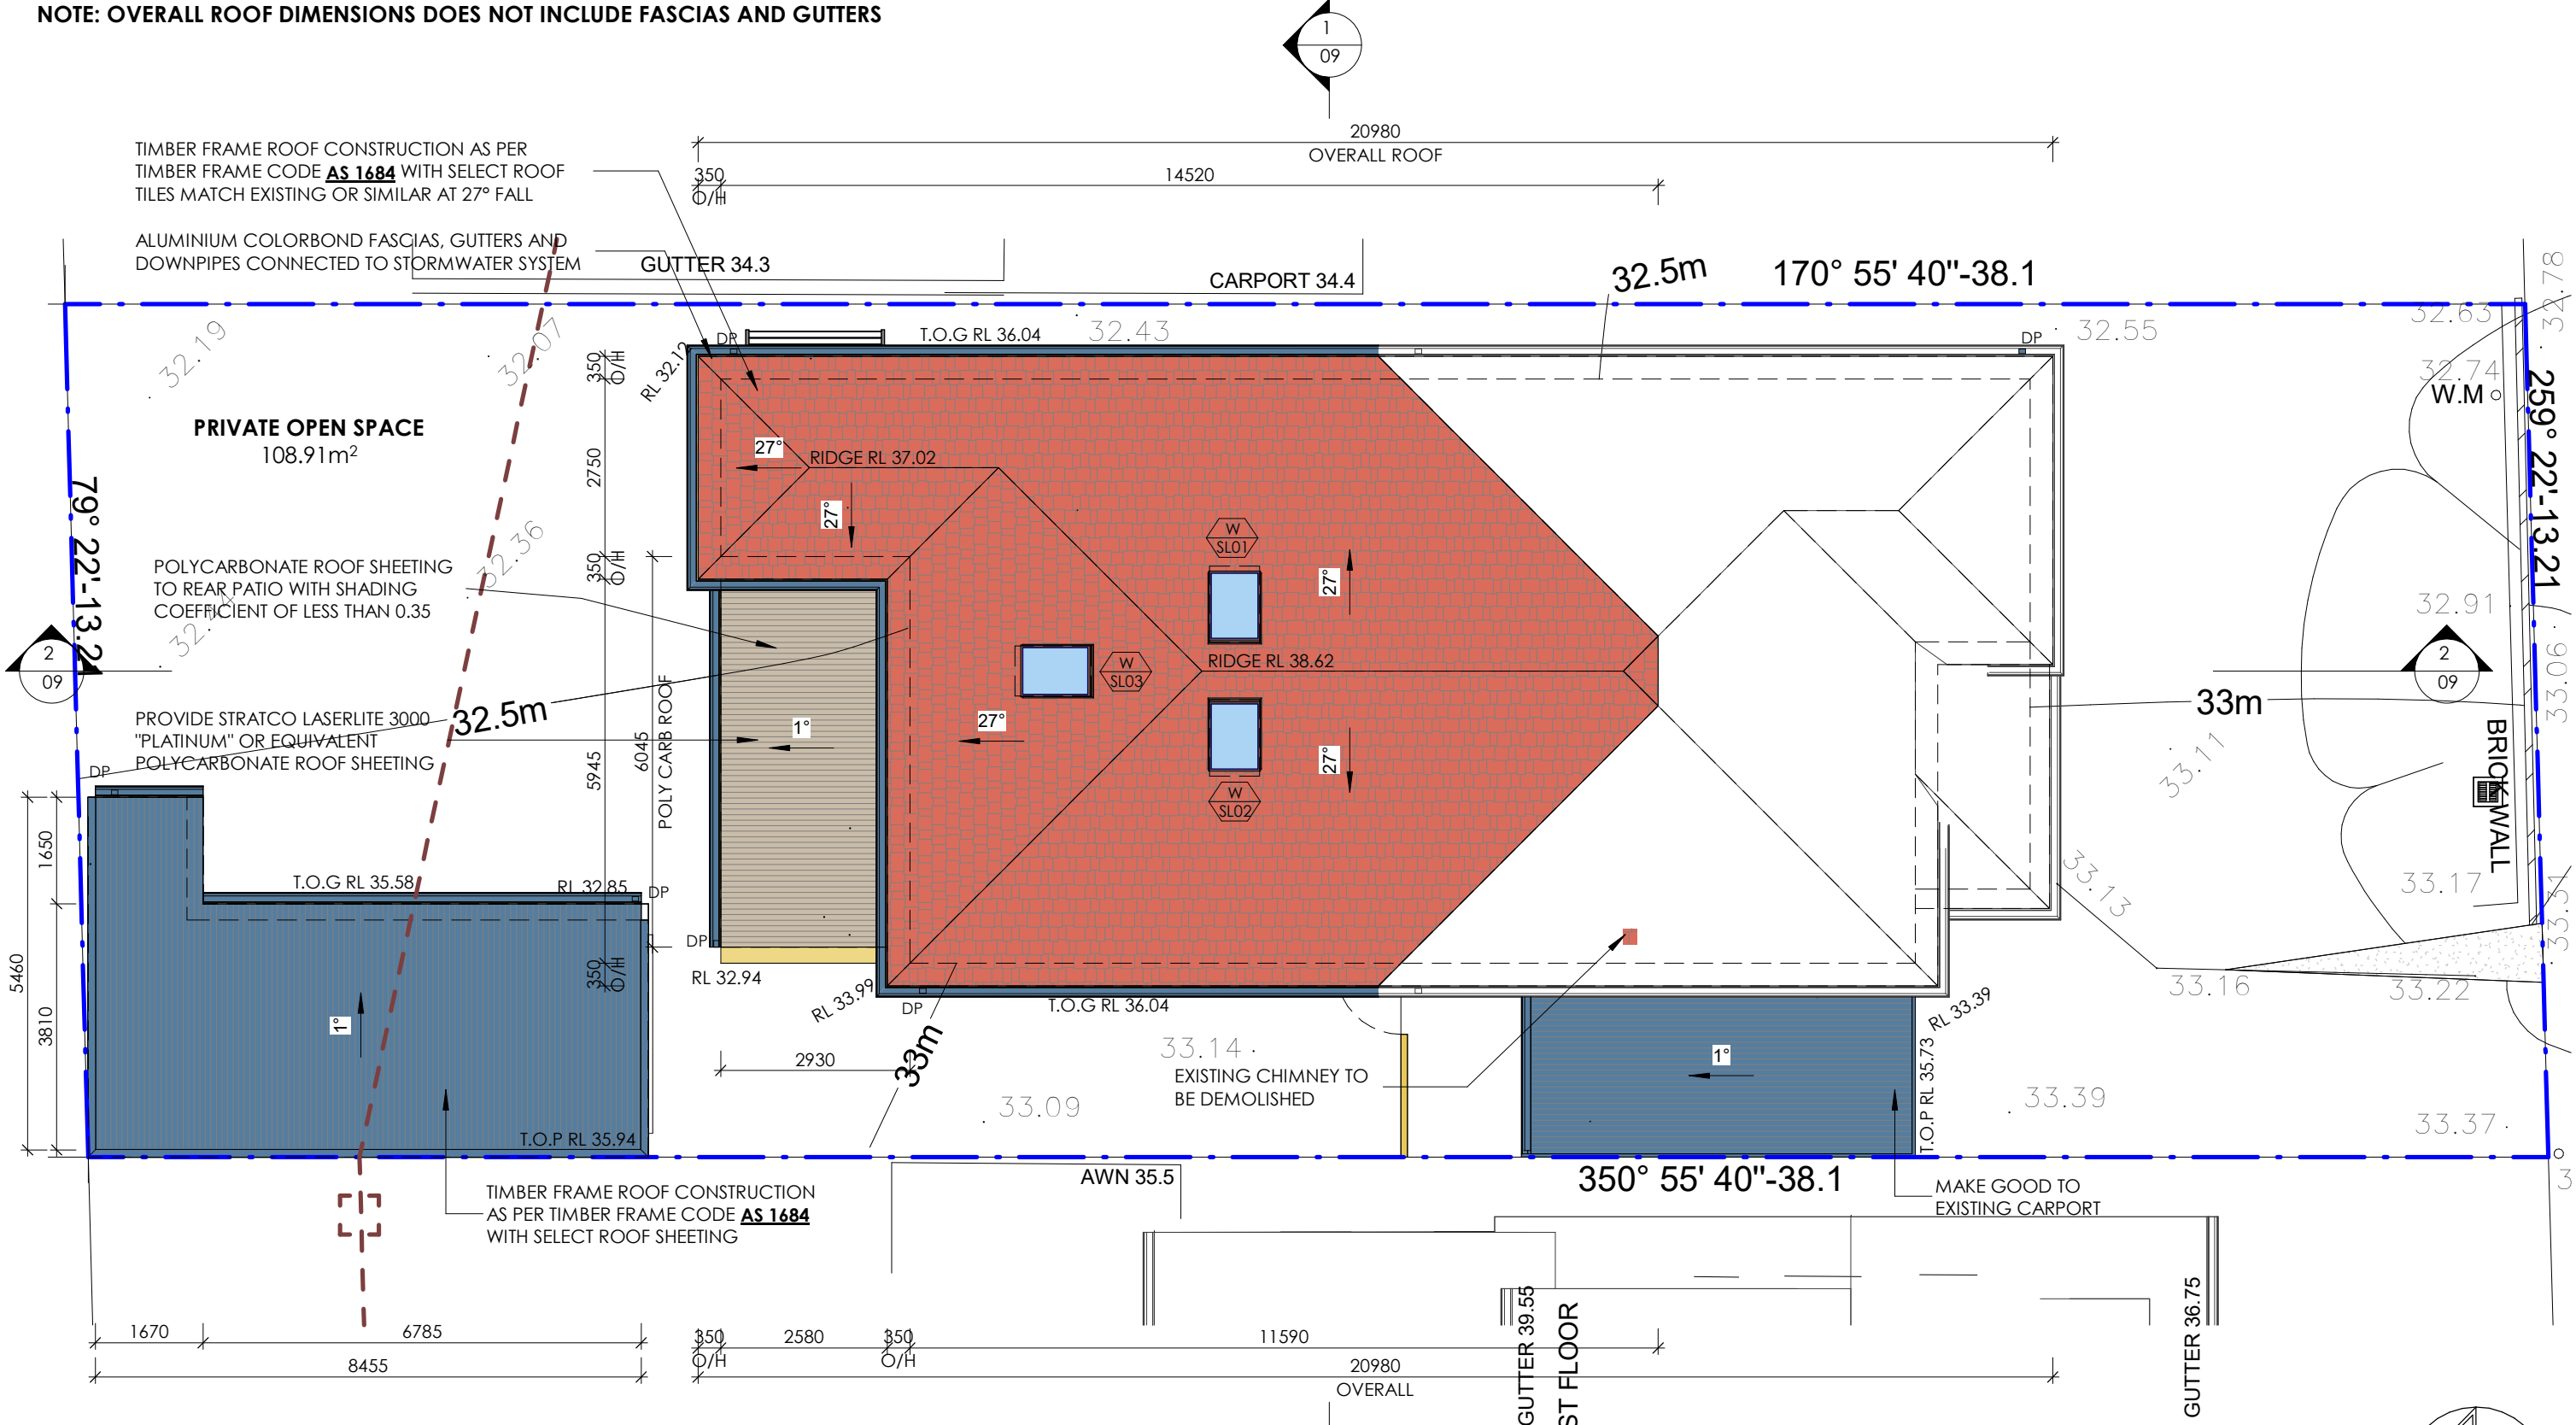 NOTE: OVERALL ROOF DIMENSIONS DOES NOT INCLUDE FASCIAS AND GUTTERS
1
09
20980
OVERALL ROOF
350
O/H
14520
TIMBER FRAME ROOF CONSTRUCTION AS PER
TIMBER FRAME CODE AS 1684 WITH SELECT ROOF
TILES MATCH EXISTING OR SIMILAR AT 27° FALL
ALUMINIUM COLORBOND FASCIAS, GUTTERS AND
DOWNPIPES CONNECTED TO STORMWATER SYSTEM
GUTTER 34.3
CARPORT 34.4
32.5m
170° 55' 40"-38.1
32.78
32.63
32.19
32.07
DP
T.O.G RL 36.04
32.43
DP
32.55
RL 32.12
350
O/H
32.74
W.M
259° 22'-13.21
PRIVATE OPEN SPACE
108.91m²
27°
RIDGE RL 37.02
2750
27°
79° 22'-13.21
32.36
W
SL01
POLYCARBONATE ROOF SHEETING
TO REAR PATIO WITH SHADING
COEFFICIENT OF LESS THAN 0.35
350
O/H
27°
32.91
2
09
W
SL03
RIDGE RL 38.62
33.06
2
09
33m
PROVIDE STRATCO LASERLITE 3000
"PLATINUM" OR EQUIVALENT
POLYCARBONATE ROOF SHEETING
32.5m
5945
6045
POLY CARB ROOF
1°
27°
27°
33.11
BRICK WALL
W
SL02
DP
1650
T.O.G RL 35.58
RL 32.85
DP
33.13
33.17
33.31
DP
RL 32.94
350
O/H
5460
3810
1°
RL 33.99
DP
T.O.G RL 36.04
33.16
33.22
RL 33.39
2930
33m
33.14
EXISTING CHIMNEY TO
BE DEMOLISHED
1°
T.O.P RL 35.73
33.09
33.39
33.37
T.O.P RL 35.94
AWN 35.5
350° 55' 40"-38.1
MAKE GOOD TO
EXISTING CARPORT
TIMBER FRAME ROOF CONSTRUCTION
AS PER TIMBER FRAME CODE AS 1684
WITH SELECT ROOF SHEETING
GUTTER 39.55
ST FLOOR
GUTTER 36.75
1670
6785
8455
350
O/H
2580
350
O/H
11590
20980
OVERALL